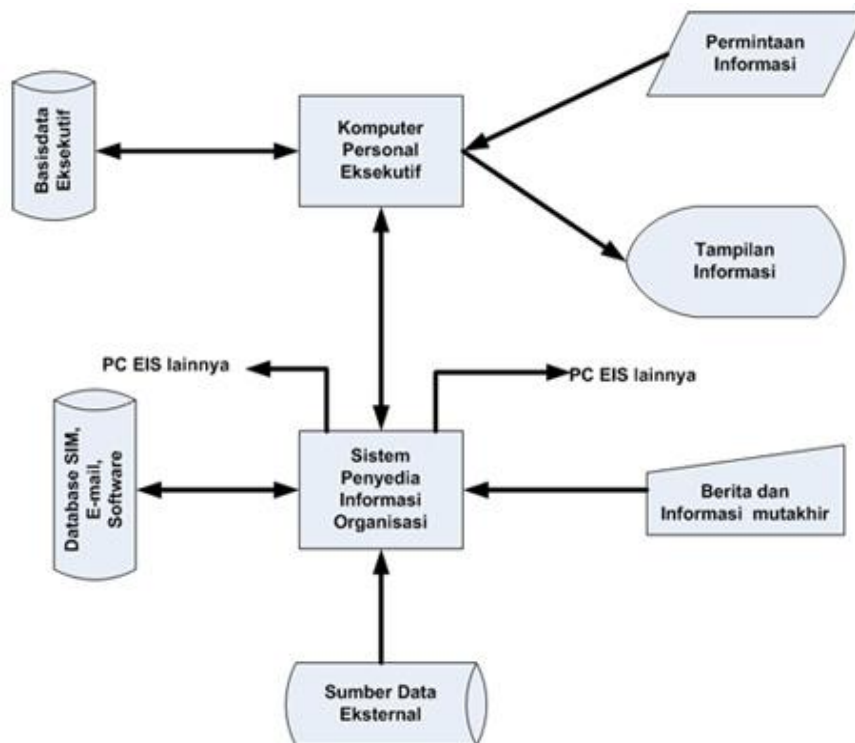 Permintaan
Informasi
Basisdata
Eksekutif
Komputer
Personal
Eksekutif
Tampilan
Informasi
PC EIS lainnya
PC EIS lainnya
Database SIM,
E-mail,
Software
Sistem
Penyedia
Informasi
Organisasi
Berita dan
Informasi mutakhir
Sumber Data
Eksternal